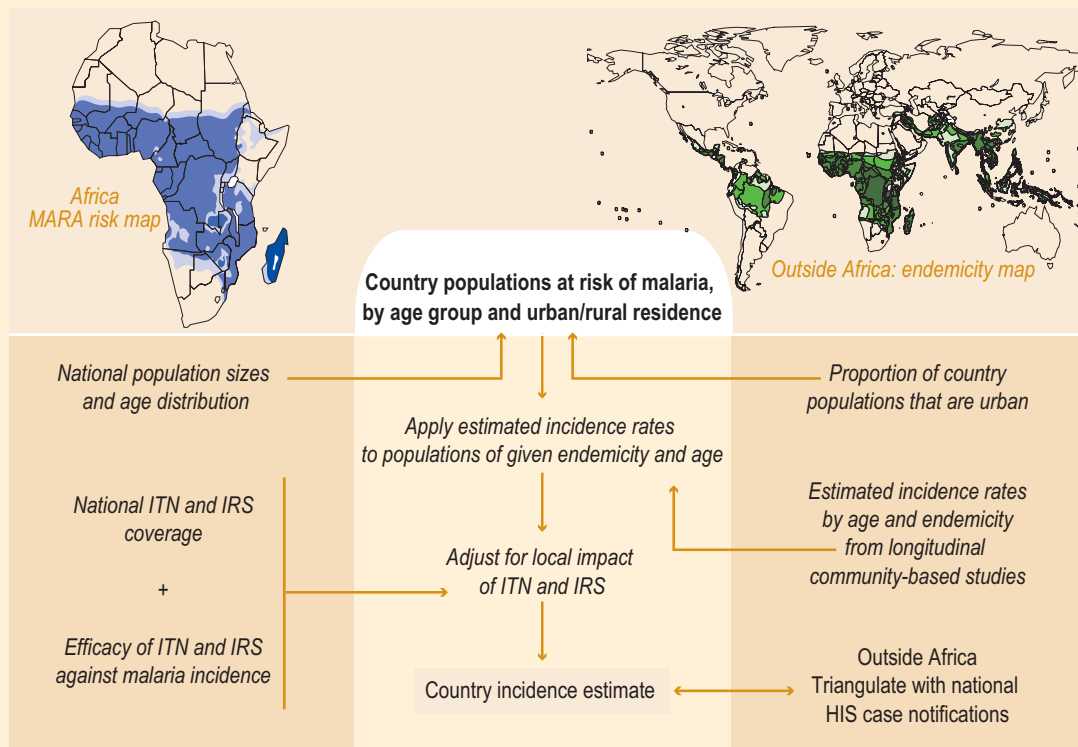 Africa
MARA risk map
Outside Africa: endemicity map
Country populations at risk of malaria,
by age group and urban/rural residence
National population sizes
and age distribution
Proportion of country
populations that are urban
Apply estimated incidence rates
to populations of given endemicity and age
National ITN and IRS
coverage
+
Efficacy of ITN and IRS
against malaria incidence
Estimated incidence rates
by age and endemicity
from longitudinal
community-based studies
Adjust for local impact
of ITN and IRS
Country incidence estimate
Outside Africa
Triangulate with national
HIS case notifications